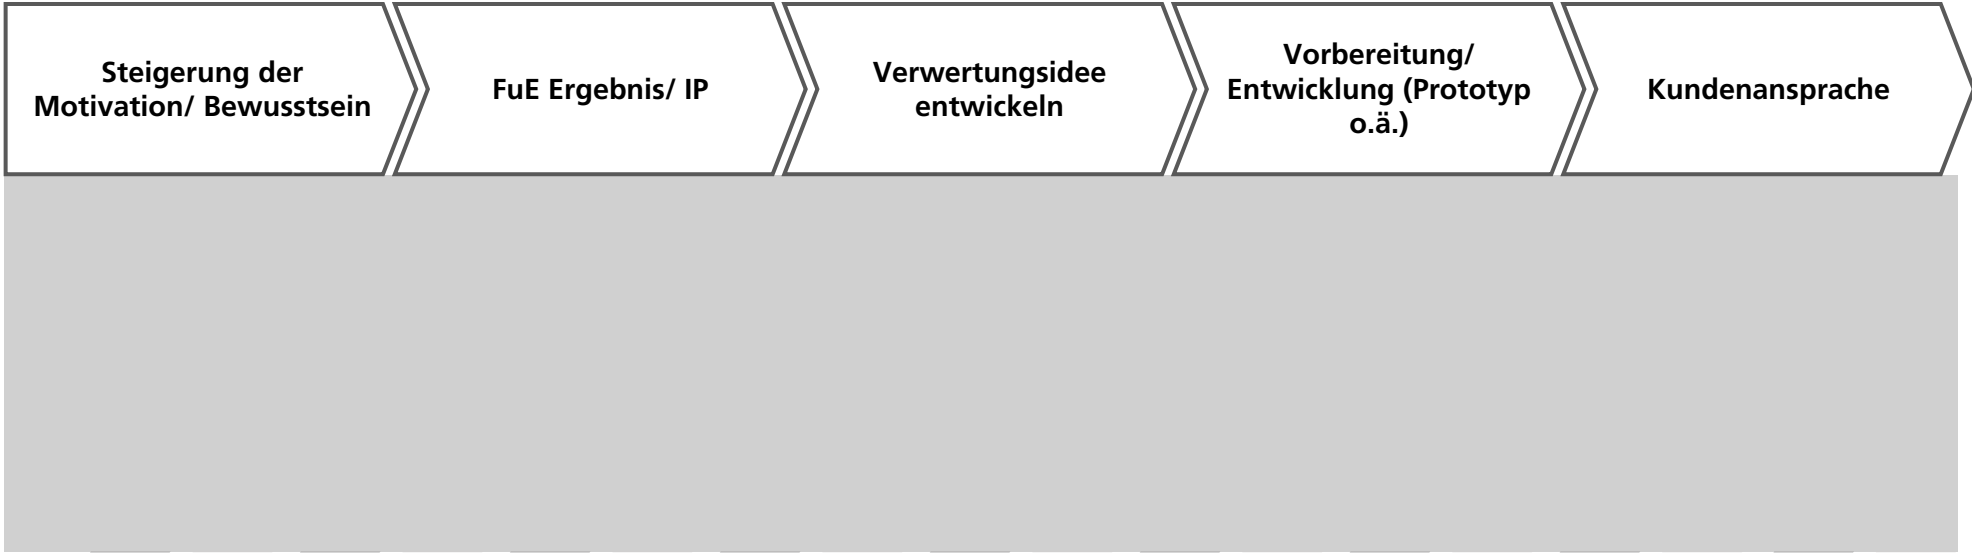 Steigerung der
Motivation/ Bewusstsein
FuE Ergebnis/ IP
Verwertungsidee
entwickeln
Vorbereitung/
Entwicklung (Prototyp
o.ä.)
Kundenansprache